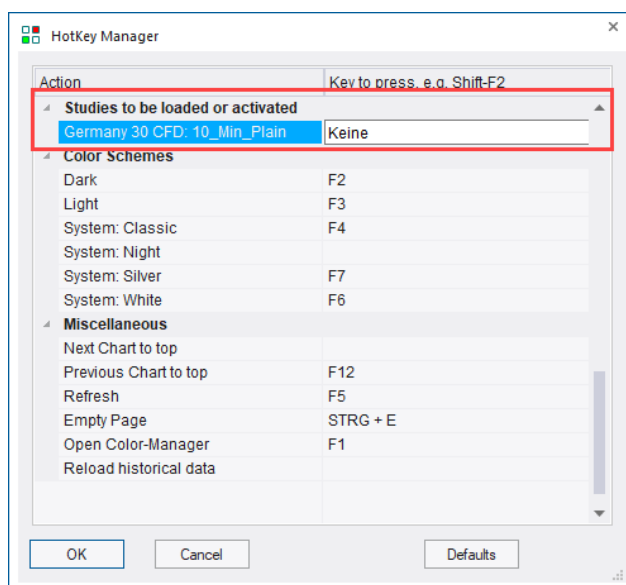 HotKey Manager
Action Key to press, e.g. Shift-F2
Studies to be loaded or activated
Germany 30 CFD: 10_Min_Plain Keine
Color Schemes
Dark F2
Light F3
System: Classic F4
System: Night
System: Silver F7
System: White F6
Miscellaneous
Next Chart to top
Previous Chart to top F12
Refresh F5
Empty Page STRG + E
Open Color-Manager F1
Reload historical data
OK Cancel Defaults